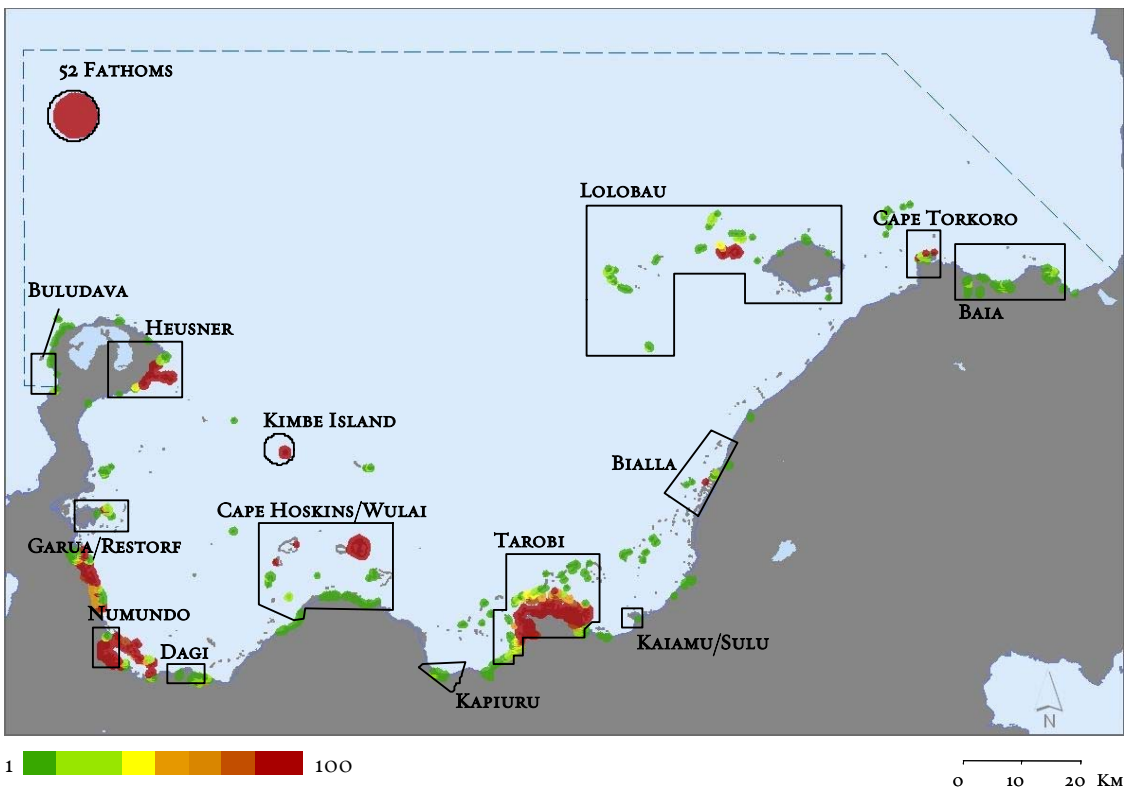 52 Fathoms
Lolobau
Cape Torkoro
Buludava
Heusner
Baia
Kimbe Island
Bialla
Cape Hoskins/Wulai
Garua/Restorf
Tarobi
Numundo
Dagi
Kaiamu/Sulu
Kapiuru
N
1 100
0 10 20 Km